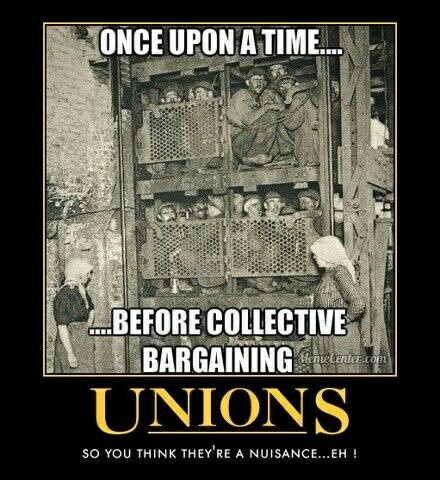 ONCE UPON A TIME....
....BEFORE COLLECTIVE
BARGAINING
MemeCenter.com
UNIONS
SO YOU THINK THEY'RE A NUISANCE...EH !